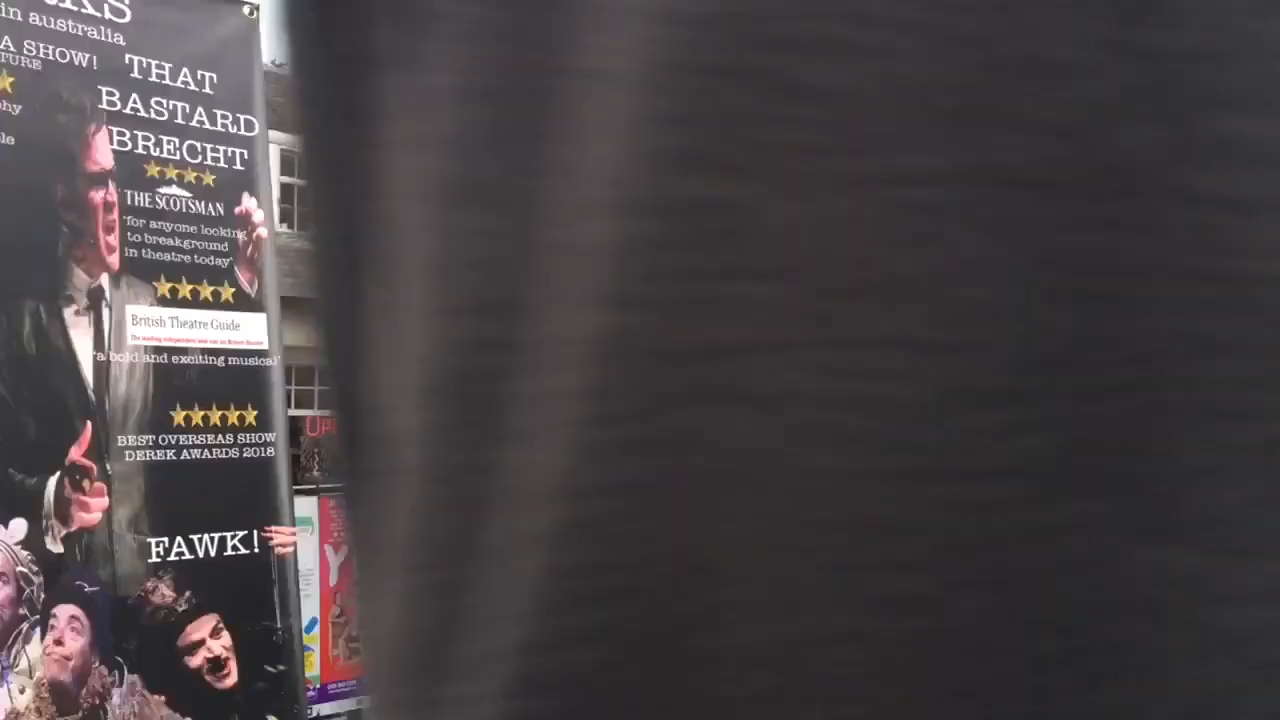 in australia
A SHOW!
THAT
BASTARD
BRECHT
THE SCOTSMAN
'for anyone looking
to breakground
in theatre today'
British Theatre Guide
'a bold and exciting musical'
BEST OVERSEAS SHOW
DEREK AWARDS 2018
FAWK!